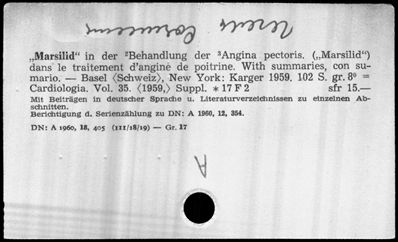 „Marsilid“ in der ²Behandlung der ³Angina pectoris. („Marsilid“)
dans le traitement d'angine de poitrine. With summaries, con su-
mario. — Basel ⟨Schweiz⟩, New York: Karger 1959. 102 S. gr. 8⁰ =
Cardiologia. Vol. 35. ⟨1959,⟩ Suppl. * 17 F 2 sfr 15.—
Mit Beiträgen in deutscher Sprache u. Literaturverzeichnissen zu einzelnen Ab-
schnitten.
Berichtigung d. Serienzählung zu DN: A 1960, 12, 354.
DN: A 1960, 18, 405 (III/18/19) — Gr. 17
A